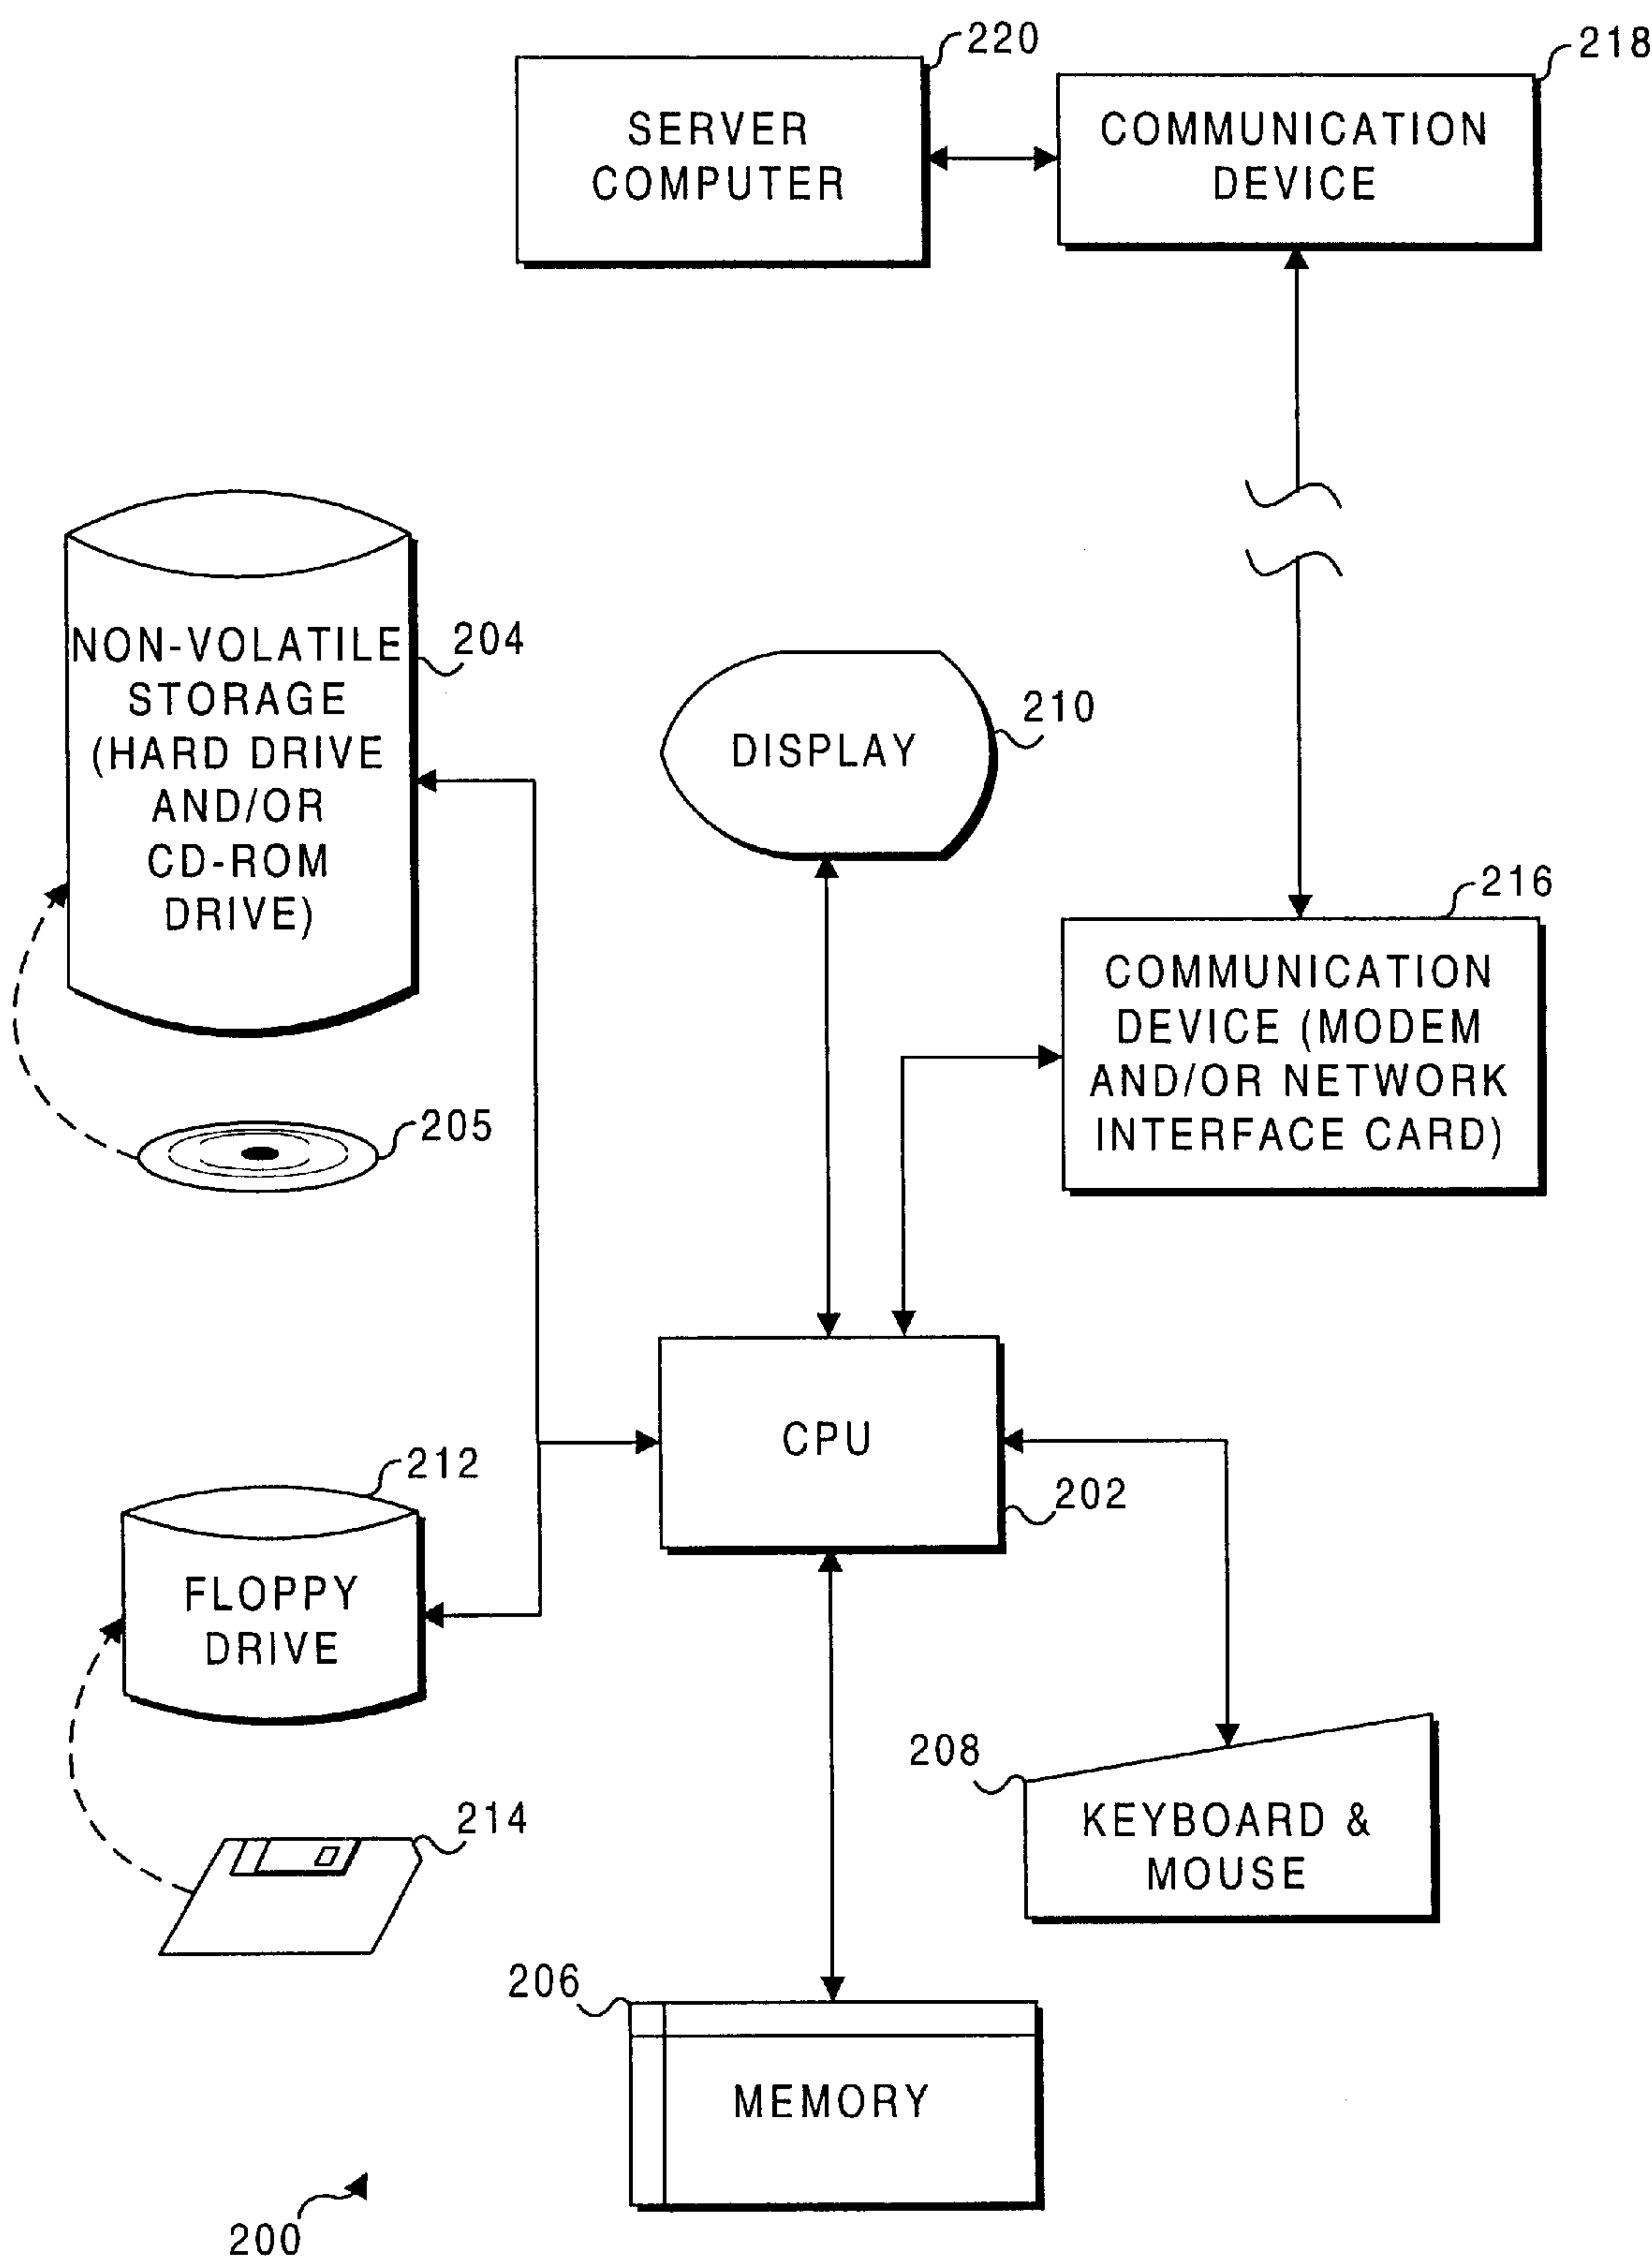 220
218
SERVER
COMPUTER
COMMUNICATION
DEVICE
NON-VOLATILE
STORAGE
(HARD DRIVE
AND/OR
CD-ROM
DRIVE)
204
205
DISPLAY
210
216
COMMUNICATION
DEVICE (MODEM
AND/OR NETWORK
INTERFACE CARD)
CPU
202
212
FLOPPY
DRIVE
214
208
KEYBOARD &
MOUSE
206
MEMORY
200